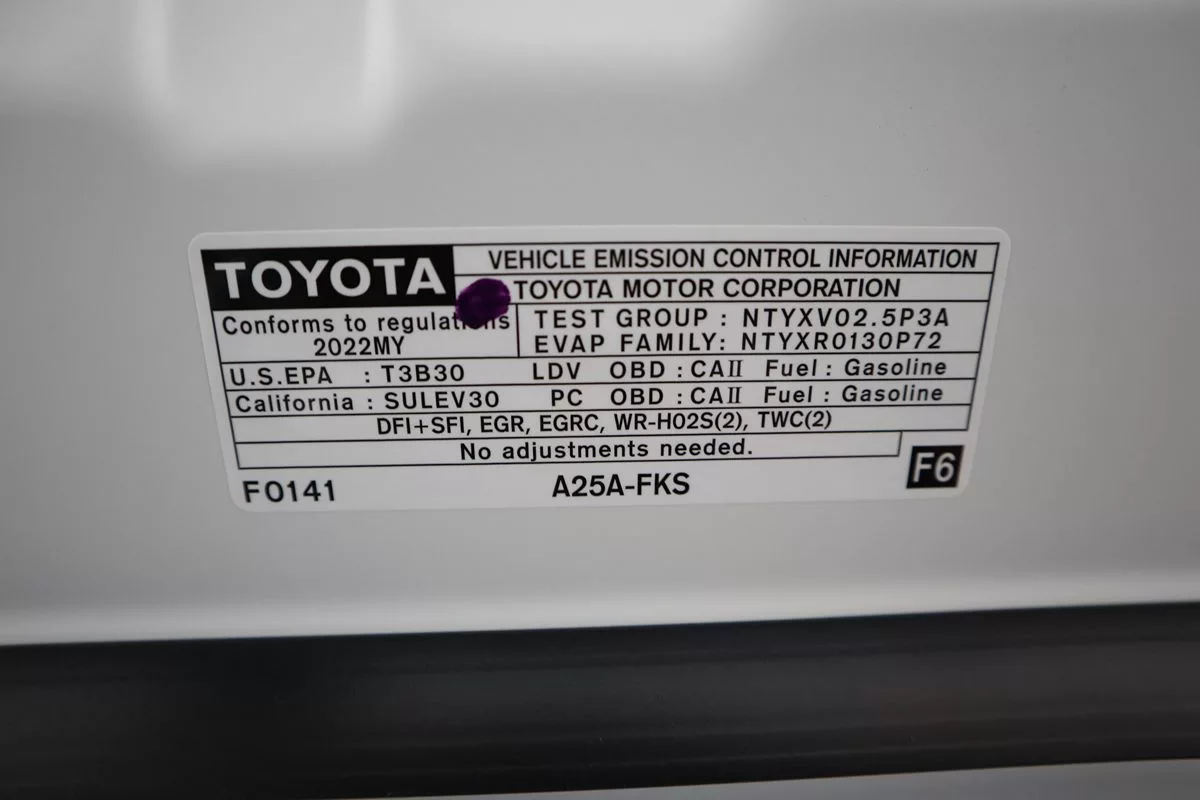 TOYOTA
VEHICLE EMISSION CONTROL INFORMATION
TOYOTA MOTOR CORPORATION
Conforms to regulations
2022MY
TEST GROUP : NTYXV02.5P3A
EVAP FAMILY: NTYXR0130P72
U.S.EPA : T3B30 LDV OBD : CAII Fuel : Gasoline
California : SULEV30 PC OBD : CAII Fuel : Gasoline
DFI+SFI, EGR, EGRC, WR-HO2S(2), TWC(2)
No adjustments needed.
F0141 A25A-FKS F6